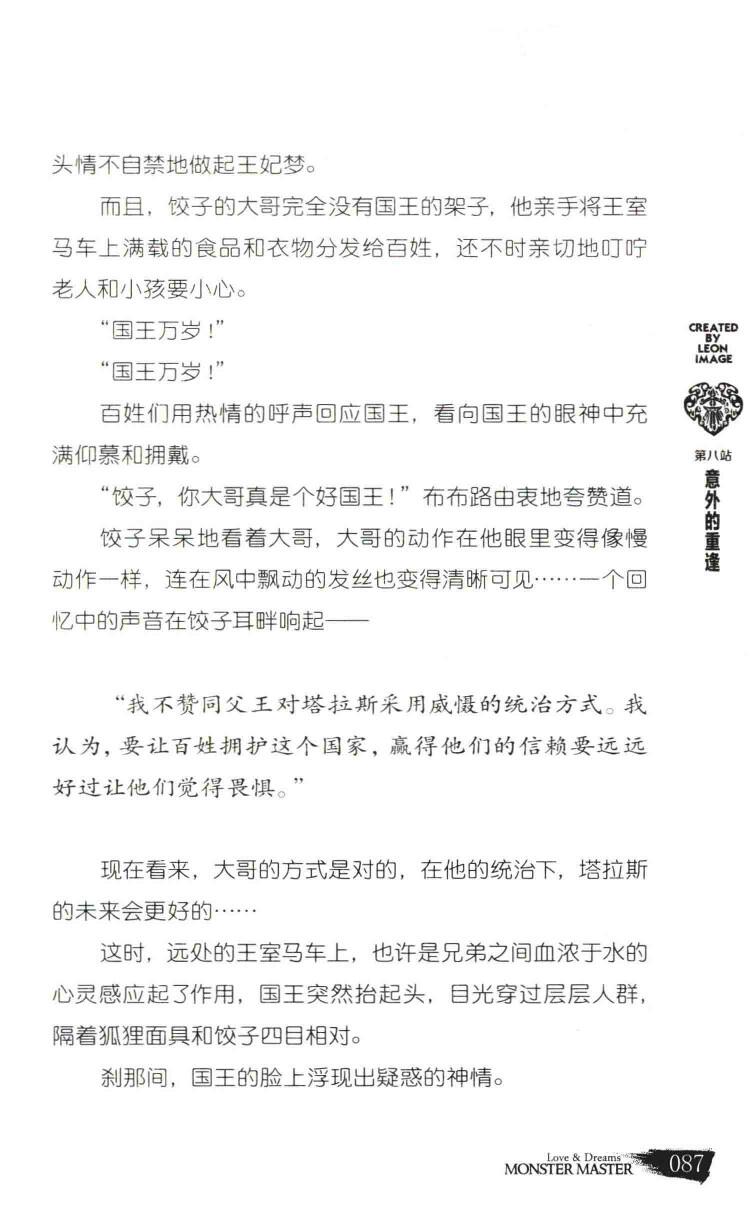 头情不自禁地做起王妃梦。
而且，饺子的大哥完全没有国王的架子，他亲手将王室
马车上满载的食品和衣物分发给百姓，还不时亲切地叮咛
老人和小孩要小心。
“国王万岁！”
“国王万岁！”
百姓们用热情的呼声回应国王，看向国王的眼神中充
满仰慕和拥戴。
“饺子，你大哥真是个好国王！”布布路由衷地夸赞道。
饺子呆呆地看着大哥，大哥的动作在他眼里变得像慢
动作一样，连在风中飘动的发丝也变得清晰可见……一个回
忆中的声音在饺子耳畔响起——
“我不赞同父王对塔拉斯采用威慑的统治方式。我
认为，要让百姓拥护这个国家，赢得他们的信赖要远远
好过让他们觉得畏惧。”
现在看来，大哥的方式是对的，在他的统治下，塔拉斯
的未来会更好的……
这时，远处的王室马车上，也许是兄弟之间血浓于水的
心灵感应起了作用，国王突然抬起头，目光穿过层层人群，
隔着狐狸面具和饺子四目相对。
刹那间，国王的脸上浮现出疑惑的神情。
CREATED
BY
LEON
IMAGE
第八站
意外的重逢
Love & Dreams
MONSTER MASTER
087